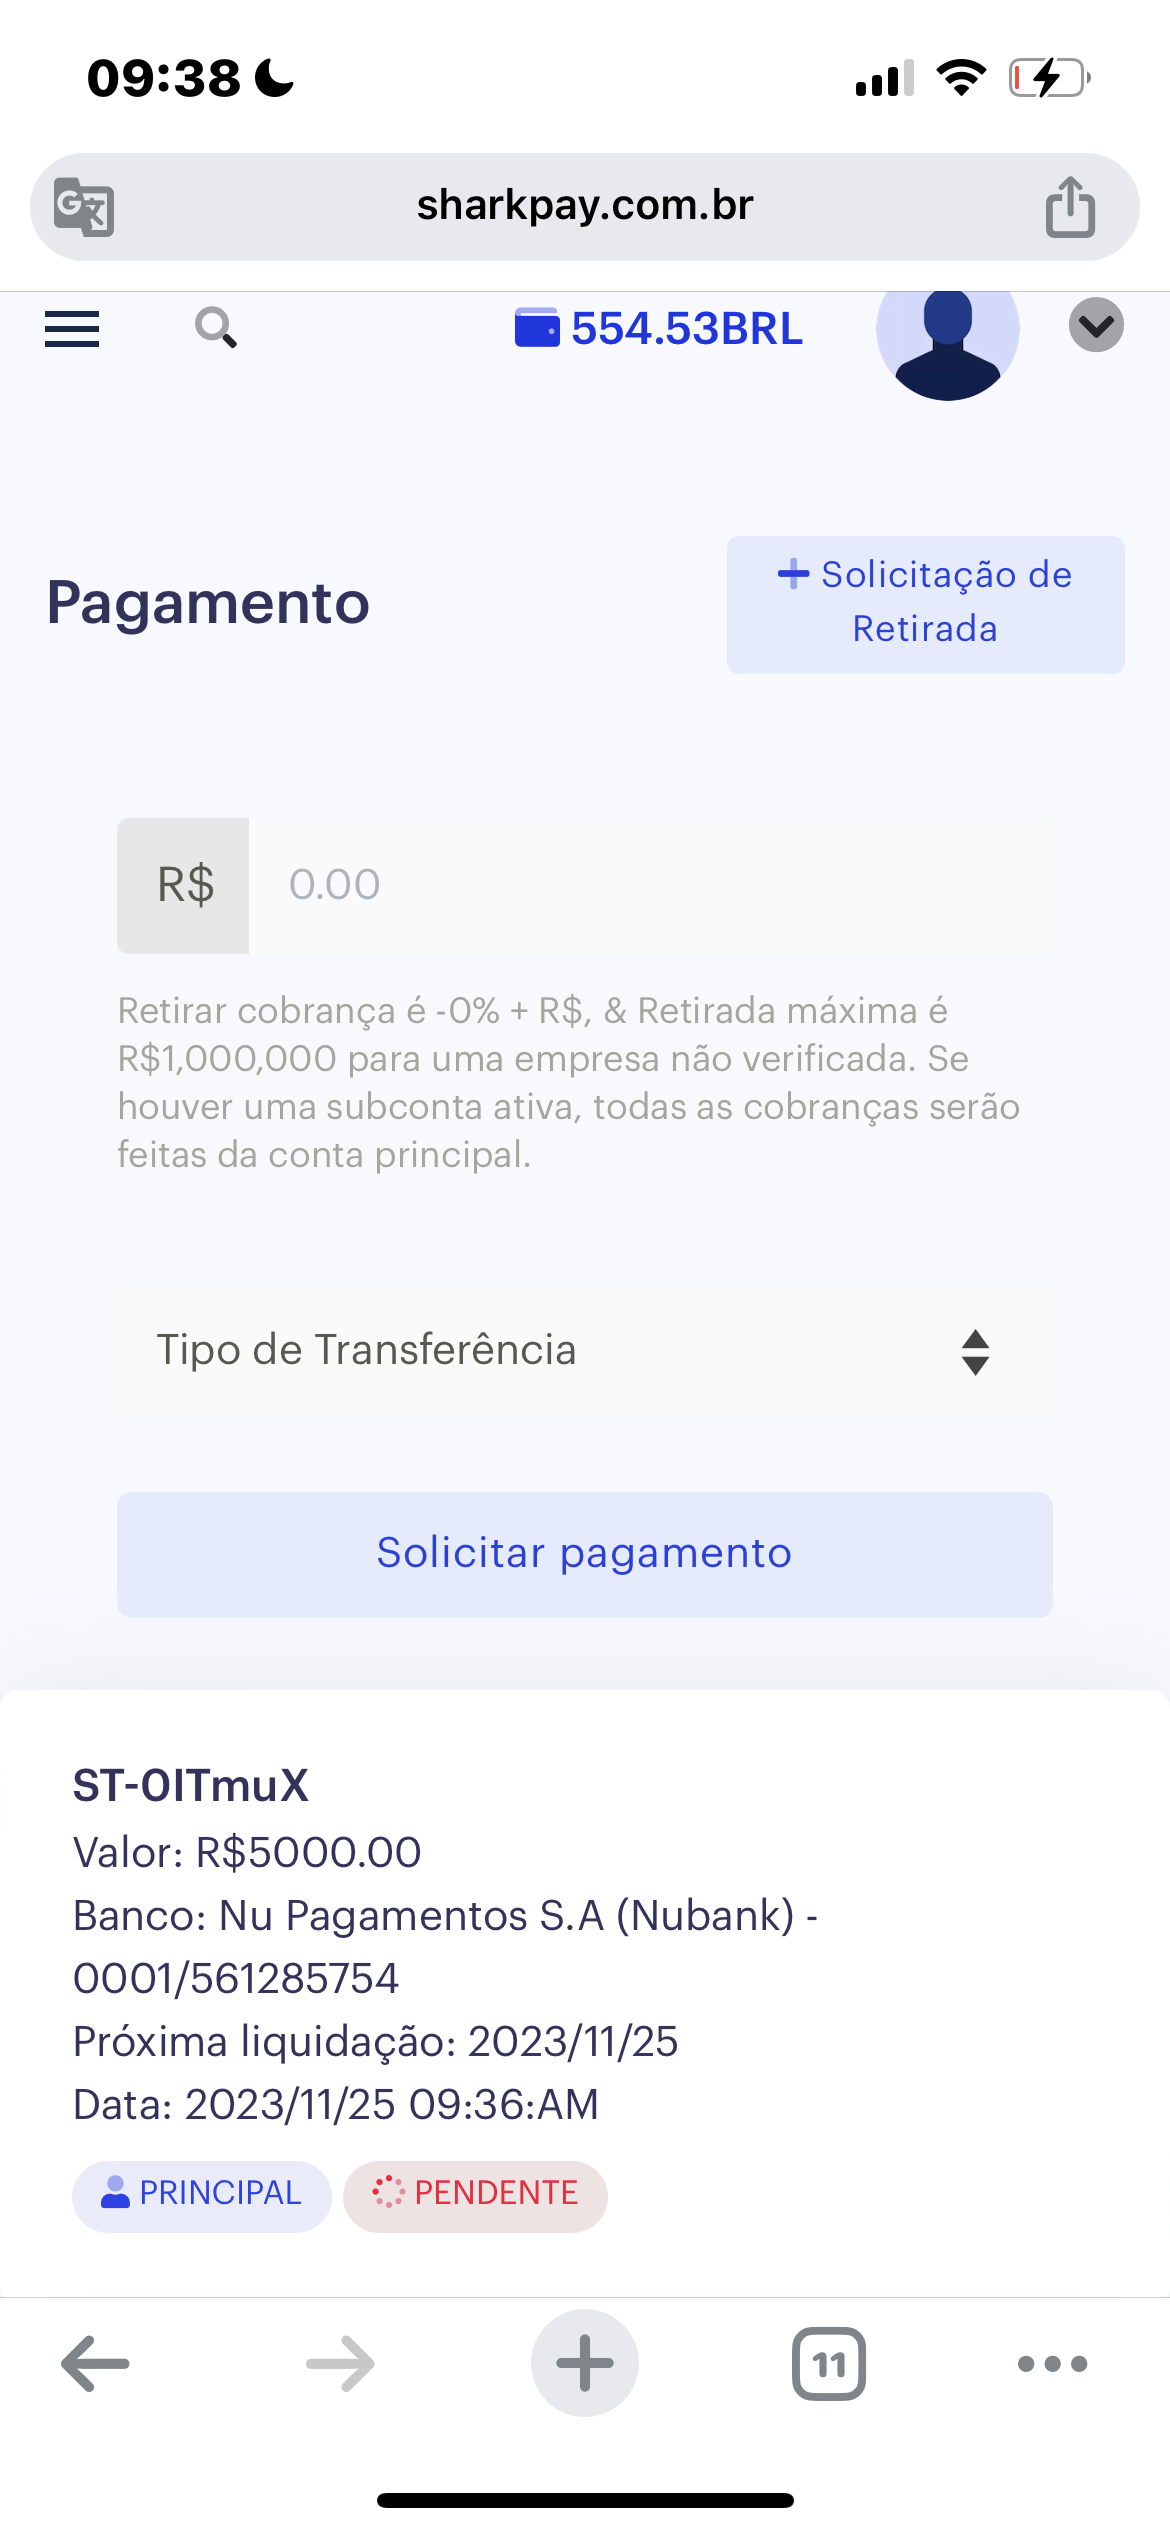 09:38
sharkpay.com.br
554.53BRL
Pagamento
Solicitação de
Retirada
R$ 0.00
Retirar cobrança é -0% + R$, & Retirada máxima é
R$1,000,000 para uma empresa não verificada. Se
houver uma subconta ativa, todas as cobranças serão
feitas da conta principal.
Tipo de Transferência
Solicitar pagamento
ST-0ITmuX
Valor: R$5000.00
Banco: Nu Pagamentos S.A (Nubank) -
0001/561285754
Próxima liquidação: 2023/11/25
Data: 2023/11/25 09:36:AM
PRINCIPAL PENDENTE
11